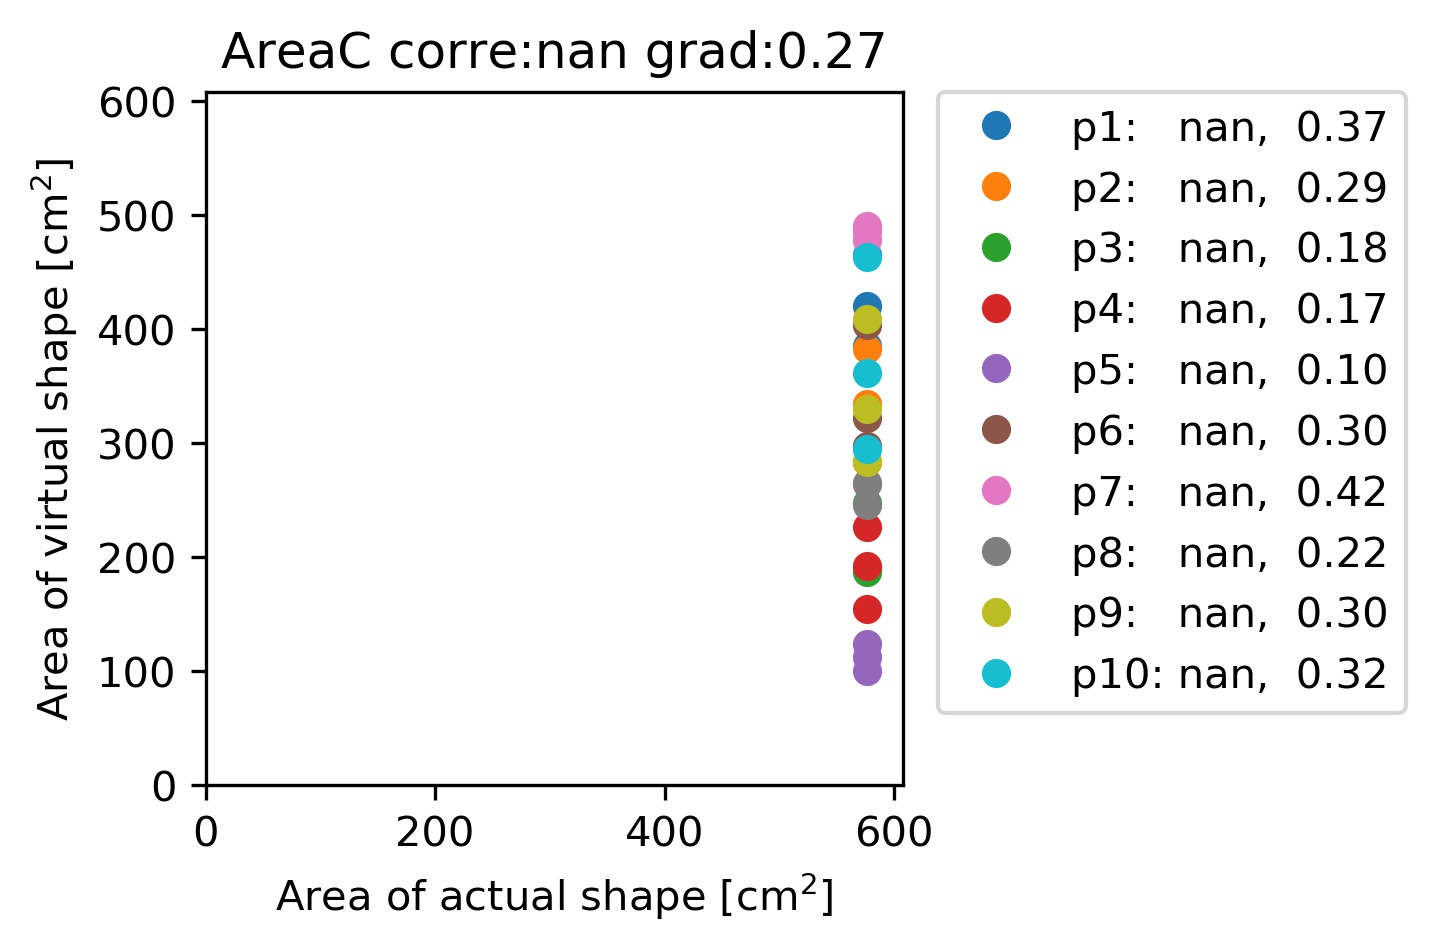 AreaC corre:nan grad:0.27
600
500
400
300
200
100
0
Area of virtual shape [cm²]
0 200 400 600
Area of actual shape [cm²]
p1: nan, 0.37
p2: nan, 0.29
p3: nan, 0.18
p4: nan, 0.17
p5: nan, 0.10
p6: nan, 0.30
p7: nan, 0.42
p8: nan, 0.22
p9: nan, 0.30
p10: nan, 0.32